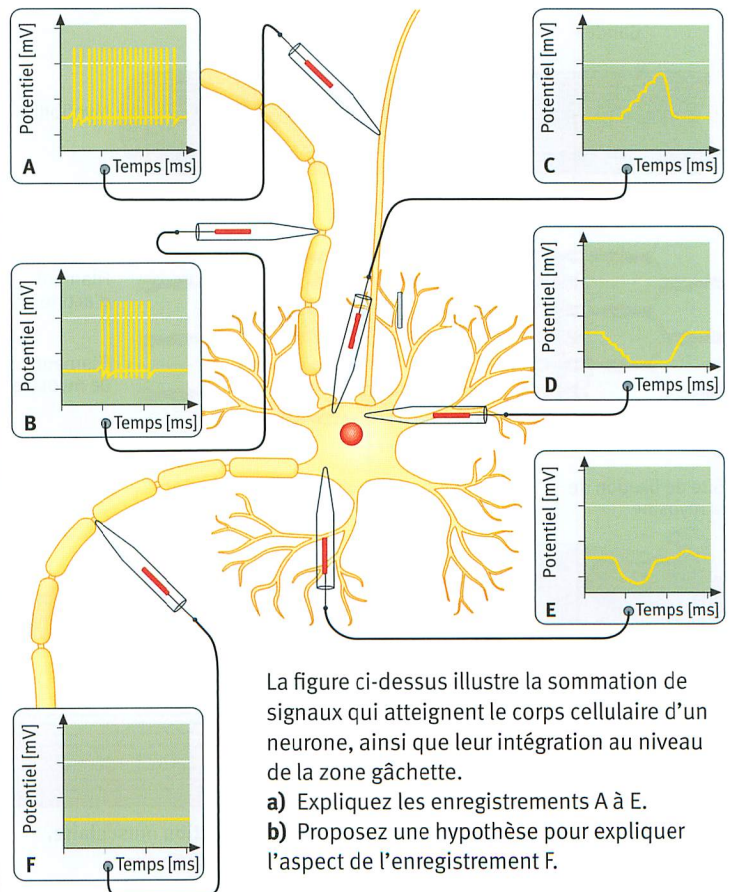 Potentiel [mV]
Temps [ms]
A
Potentiel [mV]
Temps [ms]
C
Potentiel [mV]
Temps [ms]
D
Potentiel [mV]
Temps [ms]
B
Potentiel [mV]
Temps [ms]
E
La figure ci-dessus illustre la sommation de
signaux qui atteignent le corps cellulaire d'un
neurone, ainsi que leur intégration au niveau
de la zone gâchette.
a) Expliquez les enregistrements A à E.
b) Proposez une hypothèse pour expliquer
l'aspect de l'enregistrement F.
Potentiel [mV]
Temps [ms]
F